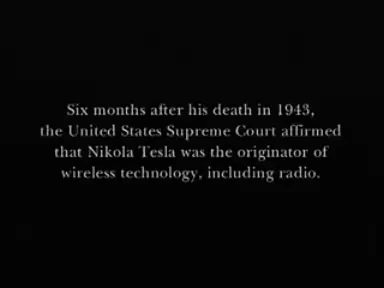 Six months after his death in 1943,
the United States Supreme Court affirmed
that Nikola Tesla was the originator of
wireless technology, including radio.